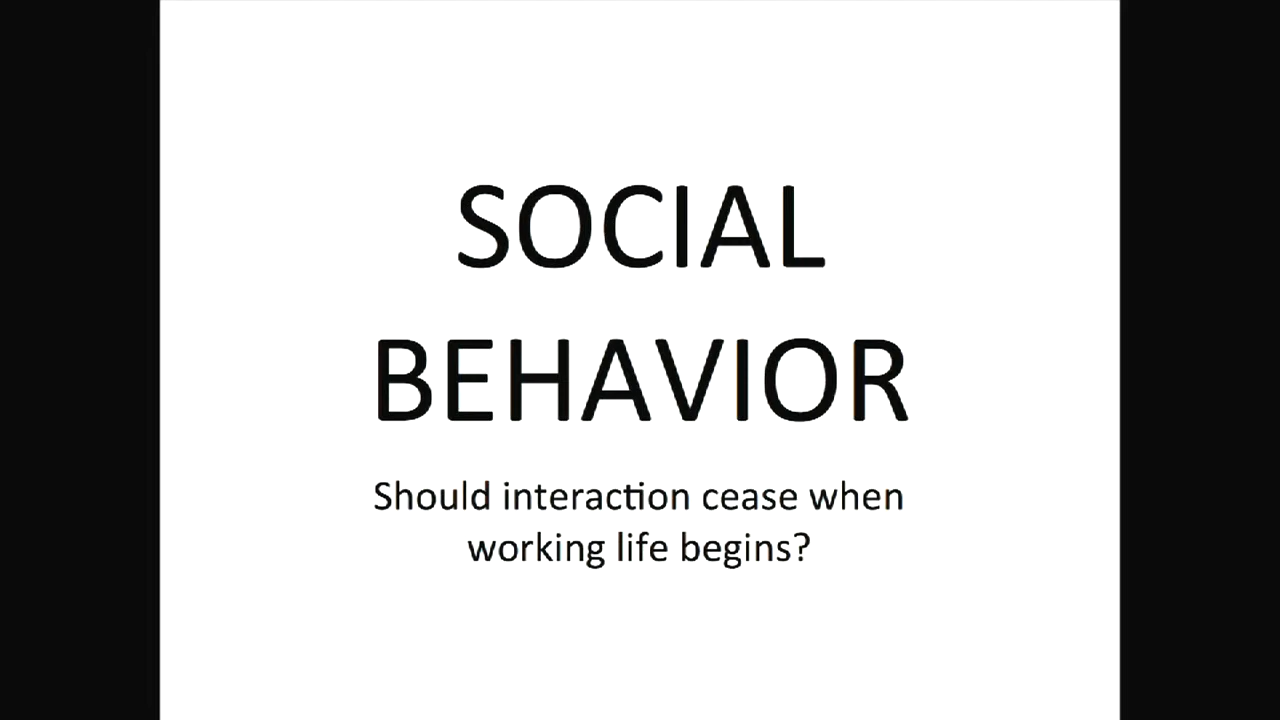 SOCIAL
BEHAVIOR
Should interaction cease when
working life begins?